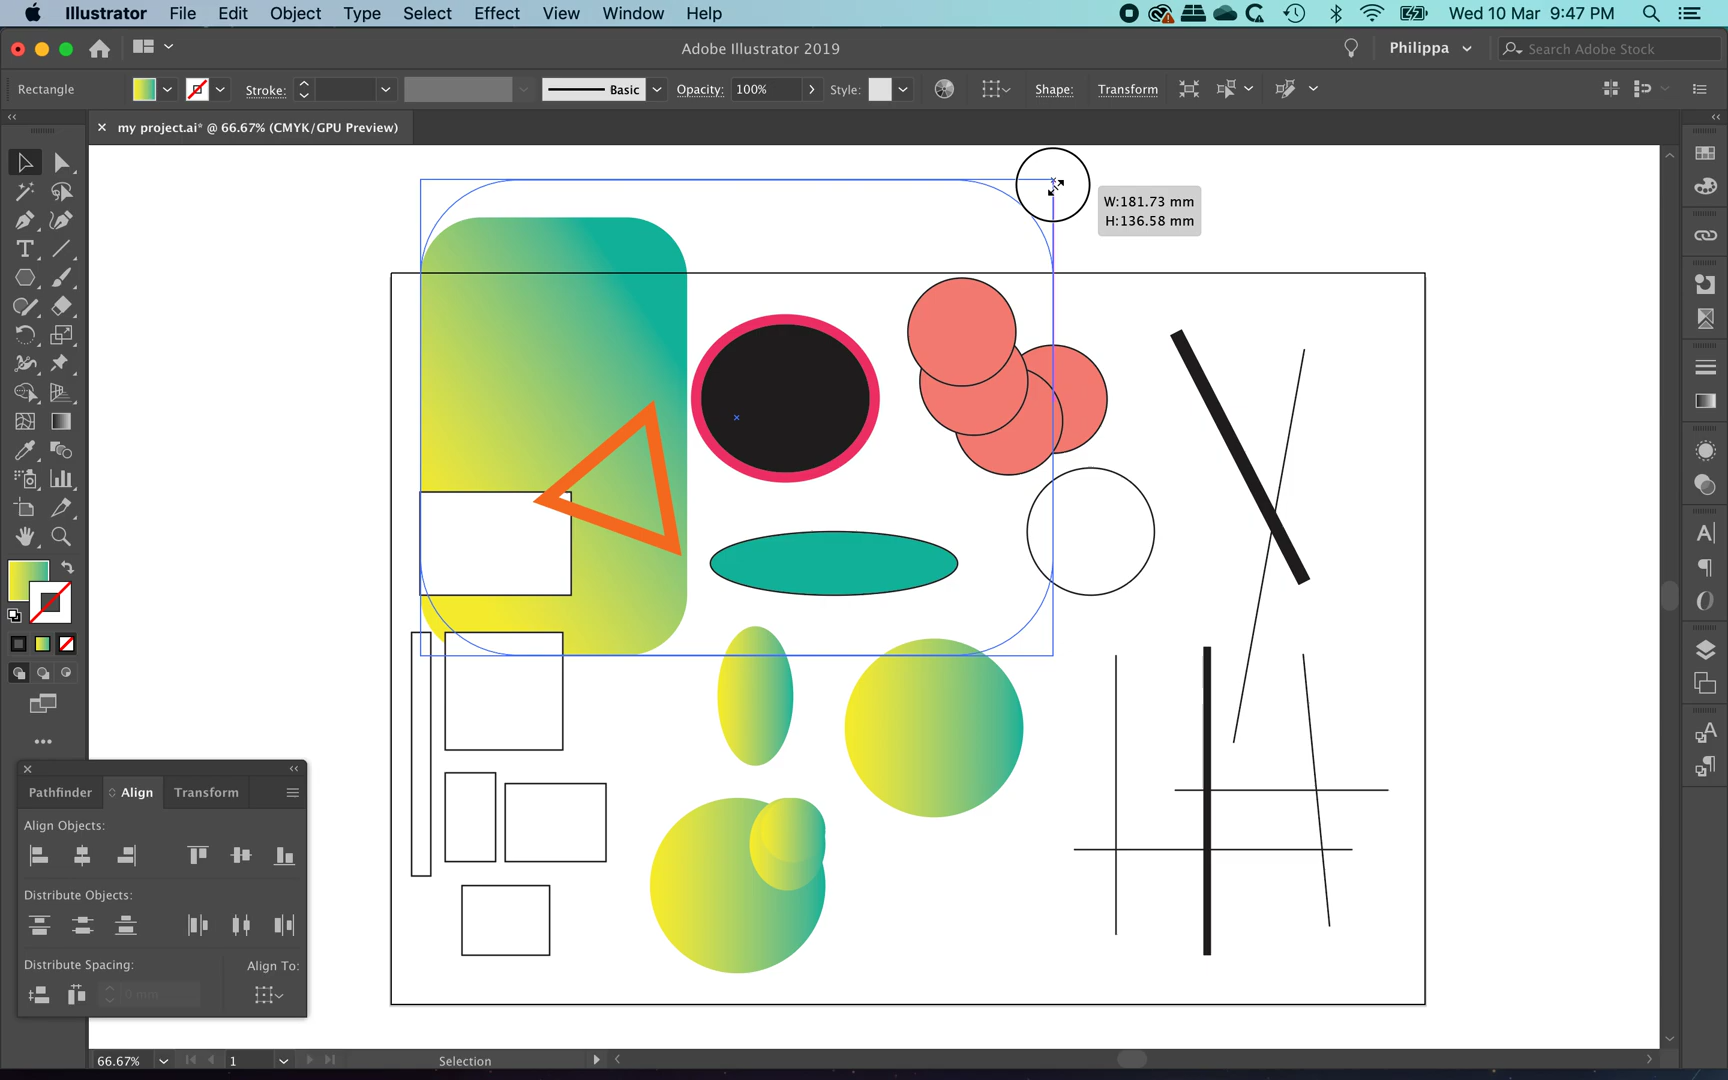 Illustrator File Edit Object Type Select Effect View Window Help Wed 10 Mar 9:47 PM
Adobe Illustrator 2019 Philippa Search Adobe Stock
Rectangle Stroke: Basic Opacity: 100% Style: Shape: Transform
my project.ai* @ 66.67% (CMYK/GPU Preview)
W:181.73 mm
H:136.58 mm
Pathfinder Align Transform
Align Objects:
Distribute Objects:
Distribute Spacing: Align To:
0 mm
66.67% 1 Selection